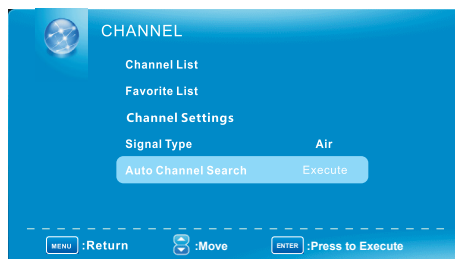 CHANNEL
Channel List
Favorite List
Channel Settings
Signal Type Air
Auto Channel Search Execute
MENU :Return :Move ENTER :Press to Execute